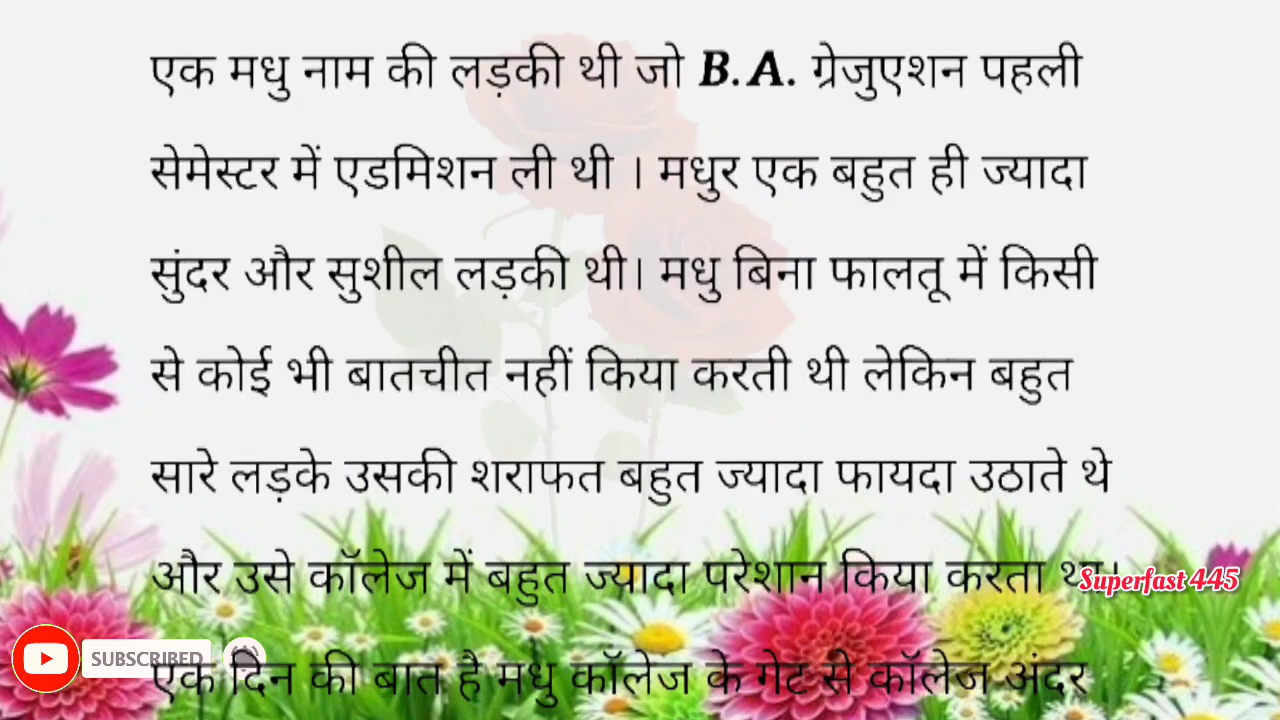 एक मधु नाम की लड़की थी जो B.A. ग्रेजुएशन पहली
सेमेस्टर में एडमिशन ली थी । मधुर एक बहुत ही ज्यादा
सुंदर और सुशील लड़की थी। मधु बिना फालतू में किसी
से कोई भी बातचीत नहीं किया करती थी लेकिन बहुत
सारे लड़के उसकी शराफत बहुत ज्यादा फायदा उठाते थे
और उसे कॉलेज में बहुत ज्यादा परेशान किया करता था।
Superfast 445
SUBSCRIBED
एक दिन की बात है मधु कॉलेज के गेट से कॉलेज अंदर